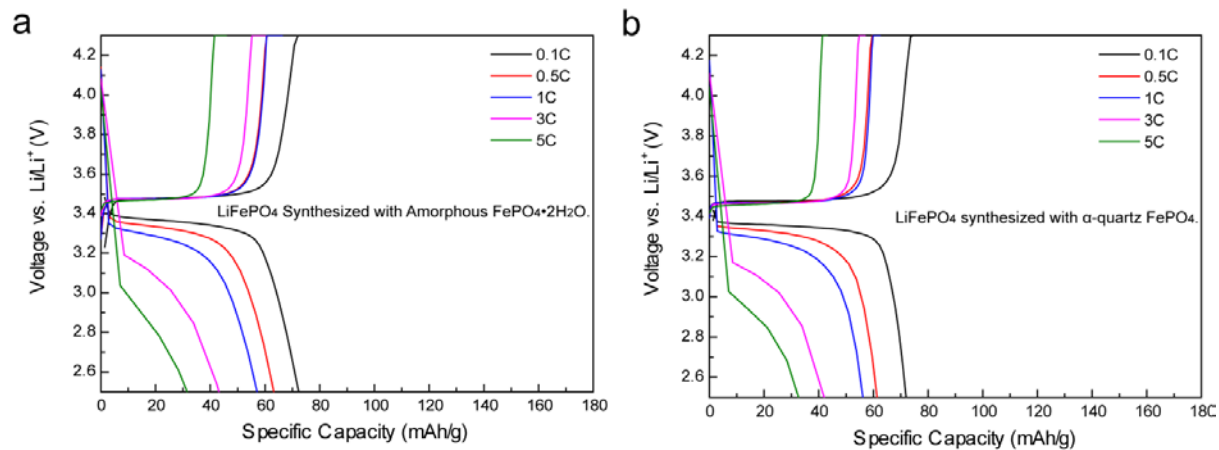 a
4.2
4.0
3.8
3.6
3.4
3.2
3.0
2.8
2.6
Voltage vs. Li/Li⁺ (V)
0.1C
0.5C
1C
3C
5C
LiFePO₄ Synthesized with Amorphous FePO₄•2H₂O.
0 20 40 60 80 100 120 140 160 180
Specific Capacity (mAh/g)
b
4.2
4.0
3.8
3.6
3.4
3.2
3.0
2.8
2.6
Voltage vs. Li/Li⁺ (V)
0.1C
0.5C
1C
3C
5C
LiFePO₄ synthesized with α-quartz FePO₄.
0 20 40 60 80 100 120 140 160 180
Specific Capacity (mAh/g)